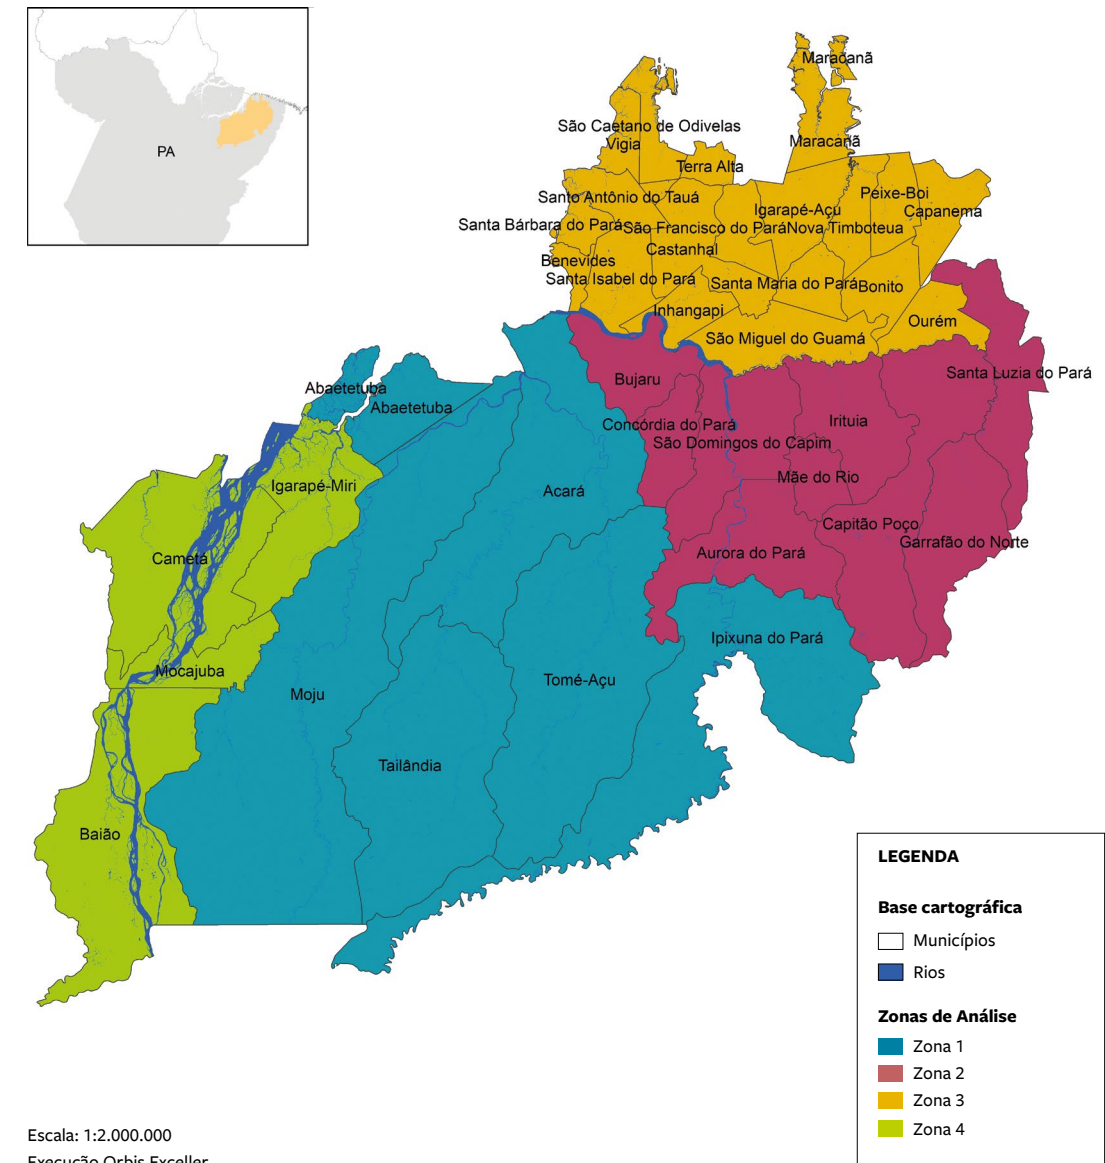 PA
Maracanã
São Caetano de Odivelas
Vigia
Maracanã
Terra Alta
Peixe-Boi
Santo Antônio do Tauá
Igarapé-Açu
Capanema
Santa Bárbara do Pará
São Francisco do Pará
Nova Timboteua
Castanhal
Benevides
Santa Isabel do Pará
Santa Maria do Pará
Bonito
Inhangapi
Ourém
São Miguel do Guamá
Santa Luzia do Pará
Bujaru
Abaetetuba
Abaetetuba
Irituia
Concórdia do Pará
São Domingos do Capim
Mãe do Rio
Igarapé-Miri
Acará
Capitão Poço
Garrafão do Norte
Aurora do Pará
Cametá
Ipixuna do Pará
Mocajuba
Tomé-Açu
Moju
Tailândia
Baião
LEGENDA
Base cartográfica
Municípios
Rios
Zonas de Análise
Zona 1
Zona 2
Zona 3
Zona 4
Escala: 1:2.000.000
Execução Orbis Exceller